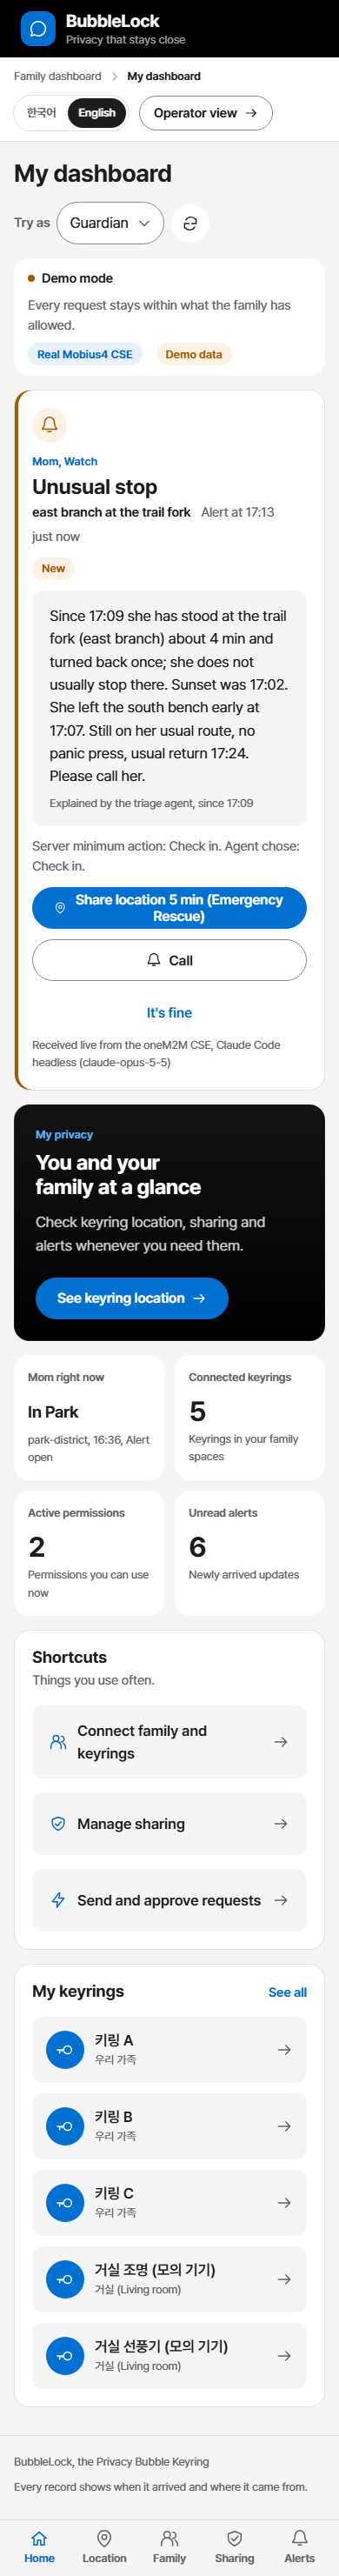 BubbleLock
Privacy that stays close
Family dashboard
My dashboard
한국어
English
Operator view
My dashboard
Try as
Guardian
Demo mode
Every request stays within what the family has
allowed.
Real Mobius4 CSE
Demo data
Mom, Watch
Unusual stop
east branch at the trail fork Alert at 17:13
just now
New
Since 17:09 she has stood at the trail
fork (east branch) about 4 min and
turned back once; she does not
usually stop there. Sunset was 17:02.
She left the south bench early at
17:07. Still on her usual route, no
panic press, usual return 17:24.
Please call her.
Explained by the triage agent, since 17:09
Server minimum action: Check in. Agent chose:
Check in.
Share location 5 min (Emergency
Rescue)
Call
It's fine
Received live from the oneM2M CSE, Claude Code
headless (claude-opus-5-5)
My privacy
You and your
family at a glance
Check keyring location, sharing and
alerts whenever you need them.
See keyring location
Mom right now
In Park
park-district, 16:36, Alert
open
Connected keyrings
5
Keyrings in your family
spaces
Active permissions
2
Permissions you can use
now
Unread alerts
6
Newly arrived updates
Shortcuts
Things you use often.
Connect family and
keyrings
Manage sharing
Send and approve requests
My keyrings
See all
키링 A
우리 가족
키링 B
우리 가족
키링 C
우리 가족
거실 조명 (모의 기기)
거실 (Living room)
거실 선풍기 (모의 기기)
거실 (Living room)
BubbleLock, the Privacy Bubble Keyring
Every record shows when it arrived and where it came from.
Home
Location
Family
Sharing
Alerts